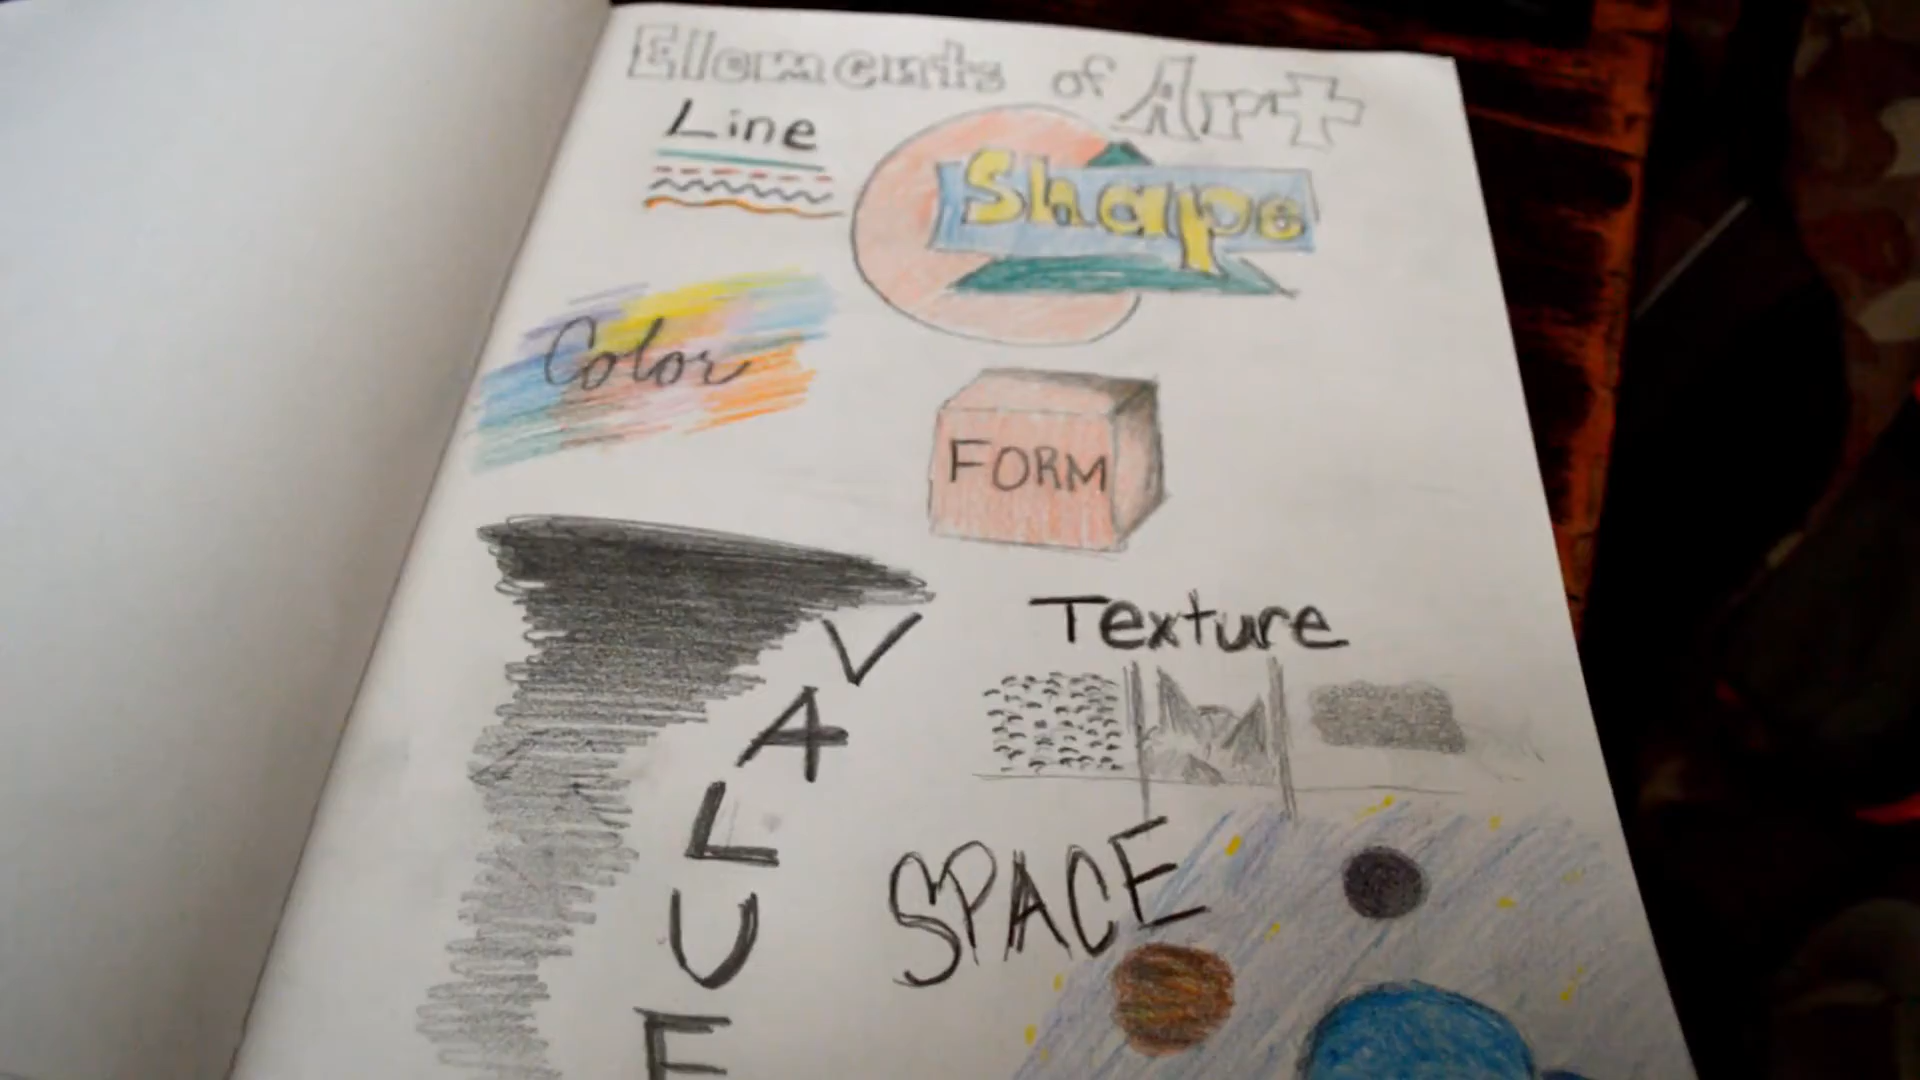 Elements of Art
Line
Shape
Color
FORM
Texture
VALUE
SPACE